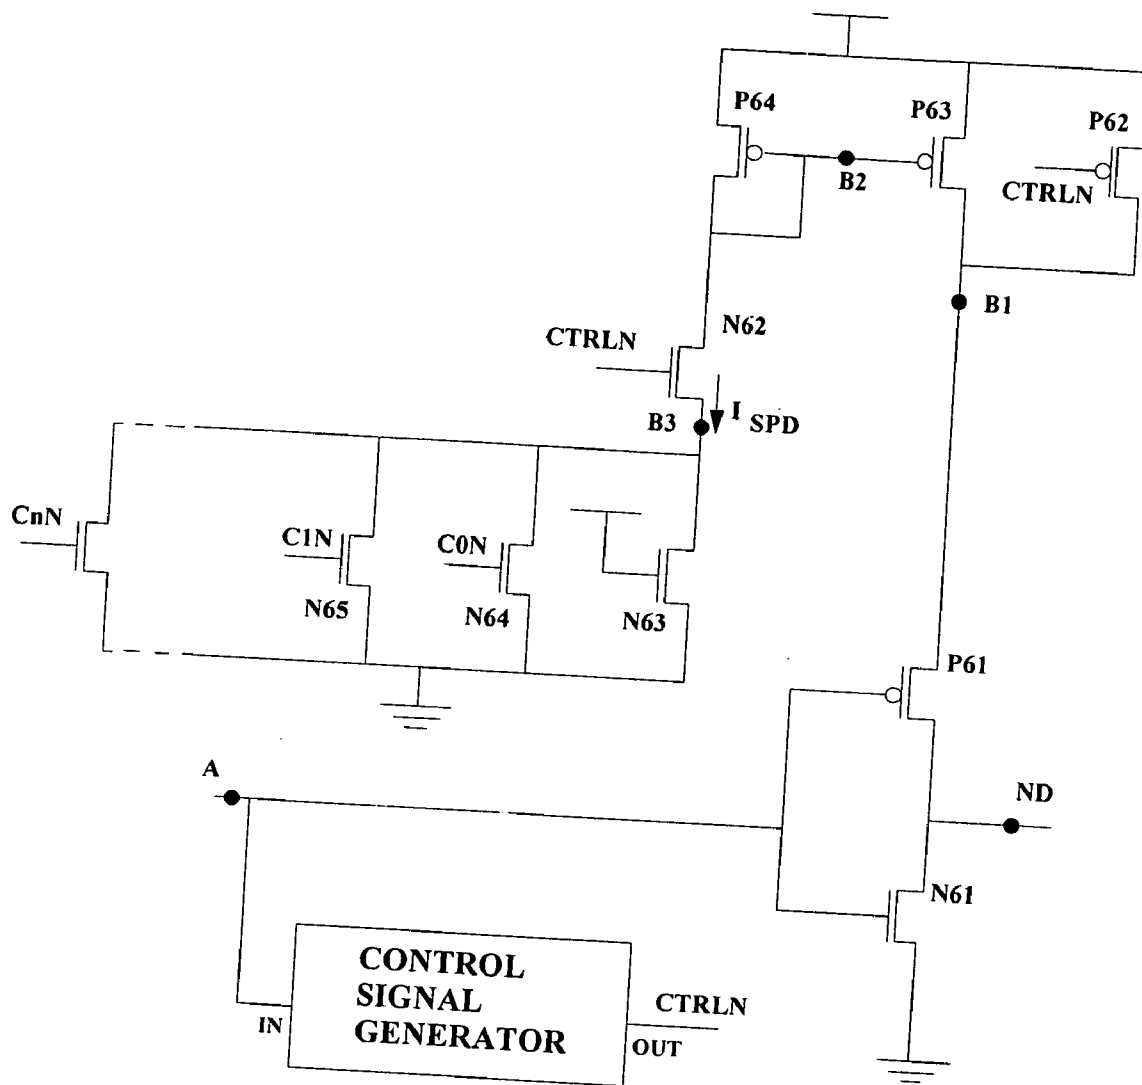 P64
P63
P62
B2
CTRLN
B1
N62
CTRLN
B3
I SPD
CnN
C1N
C0N
N65
N64
N63
P61
A
ND
N61
CONTROL
SIGNAL
GENERATOR
IN
OUT
CTRLN